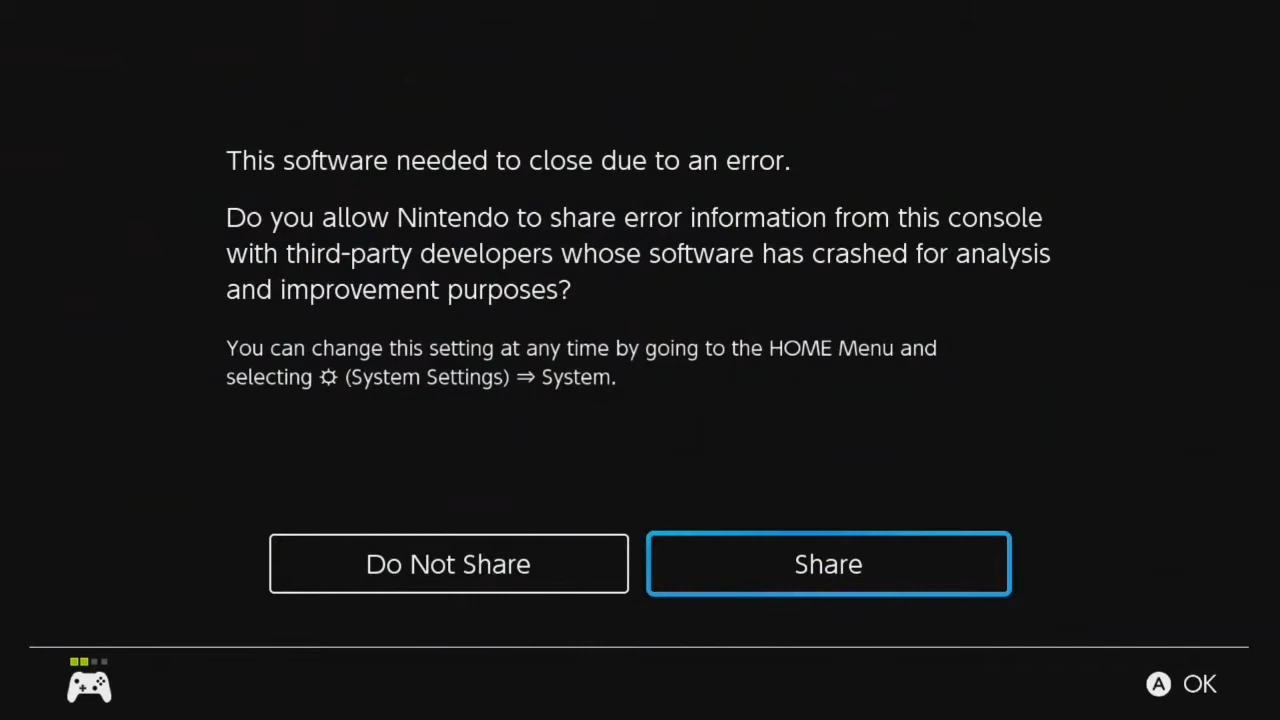 This software needed to close due to an error.
Do you allow Nintendo to share error information from this console
with third-party developers whose software has crashed for analysis
and improvement purposes?
You can change this setting at any time by going to the HOME Menu and
selecting ☼ (System Settings) ⇒ System.
Do Not Share
Share
A OK